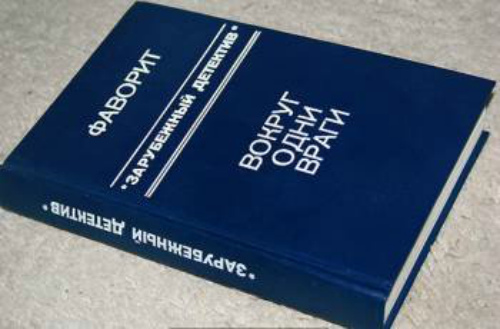 ФАВОРИТ
*ЗАРУБЕЖНЫЙ ДЕТЕКТИВ*
ВОКРУГ
ОДНИ
ВРАГИ
*ЗАРУБЕЖНЫЙ ДЕТЕКТИВ*